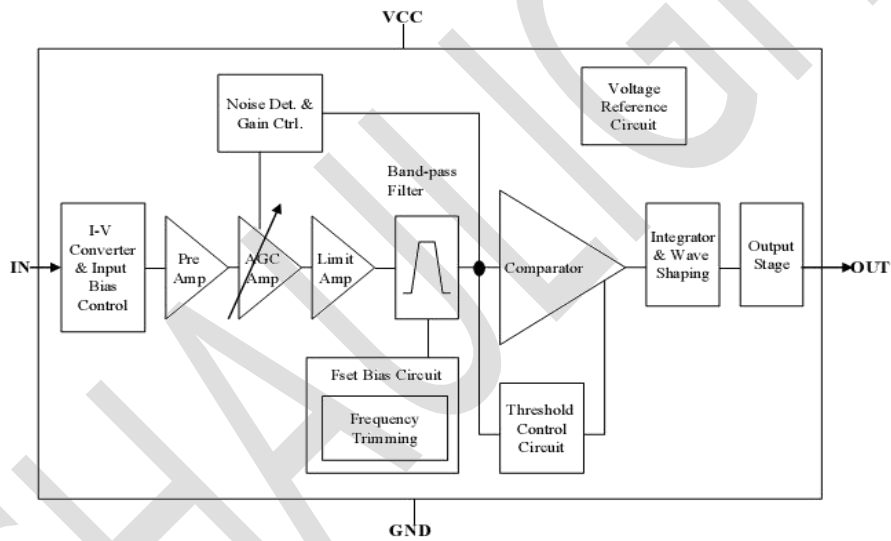 VCC
Noise Det. &
Gain Ctrl.
Voltage
Reference
Circuit
Band-pass
Filter
IN
I-V
Converter
& Input
Bias
Control
Pre
Amp
AGC
Amp
Limit
Amp
Comparator
Integrator
& Wave
Shaping
Output
Stage
OUT
Fset Bias Circuit
Frequency
Trimming
Threshold
Control
Circuit
GND